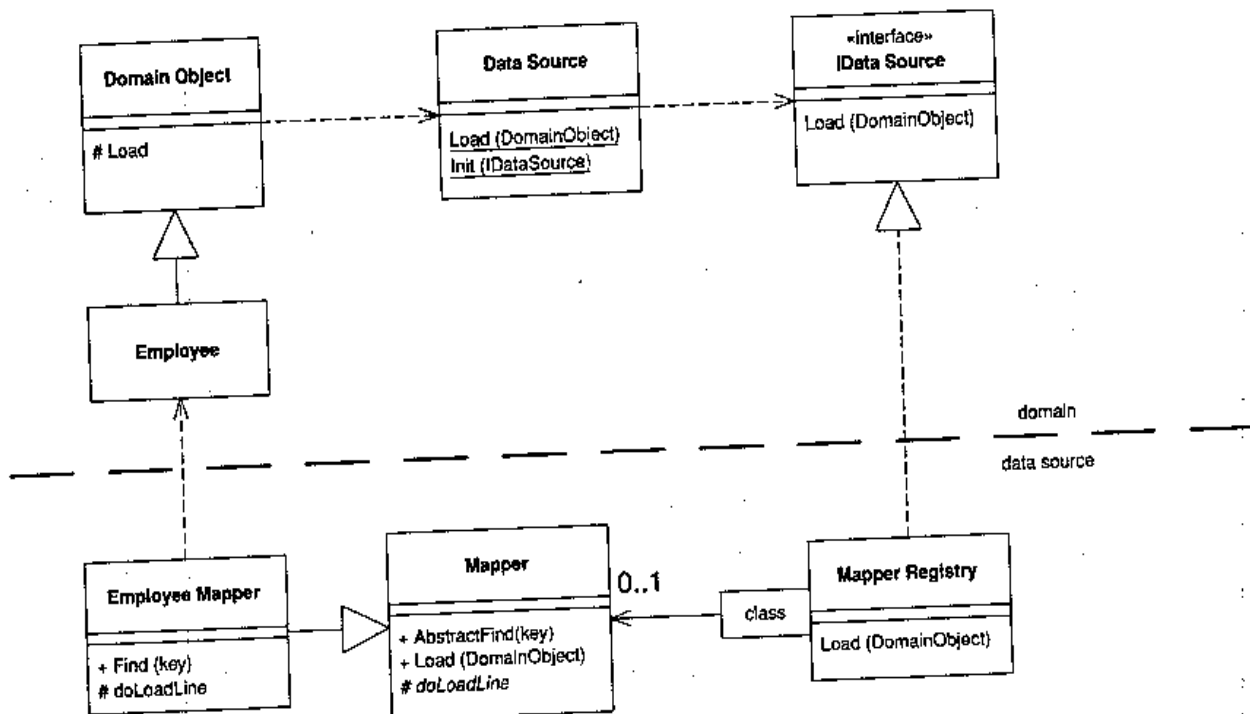 Domain Object
# Load
Data Source
Load (DomainObject)
Init (IDataSource)
«interface»
IData Source
Load (DomainObject)
Employee
domain
data source
Employee Mapper
+ Find (key)
# doLoadLine
Mapper
+ AbstractFind(key)
+ Load (DomainObject)
# doLoadLine
0..1
class
Mapper Registry
Load (DomainObject)